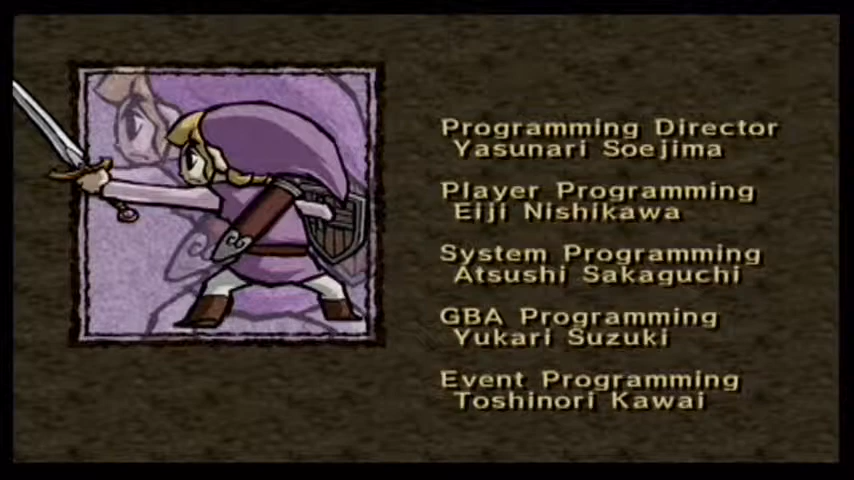 Programming Director
Yasunari Soejima
Player Programming
Eiji Nishikawa
System Programming
Atsushi Sakaguchi
GBA Programming
Yukari Suzuki
Event Programming
Toshinori Kawai